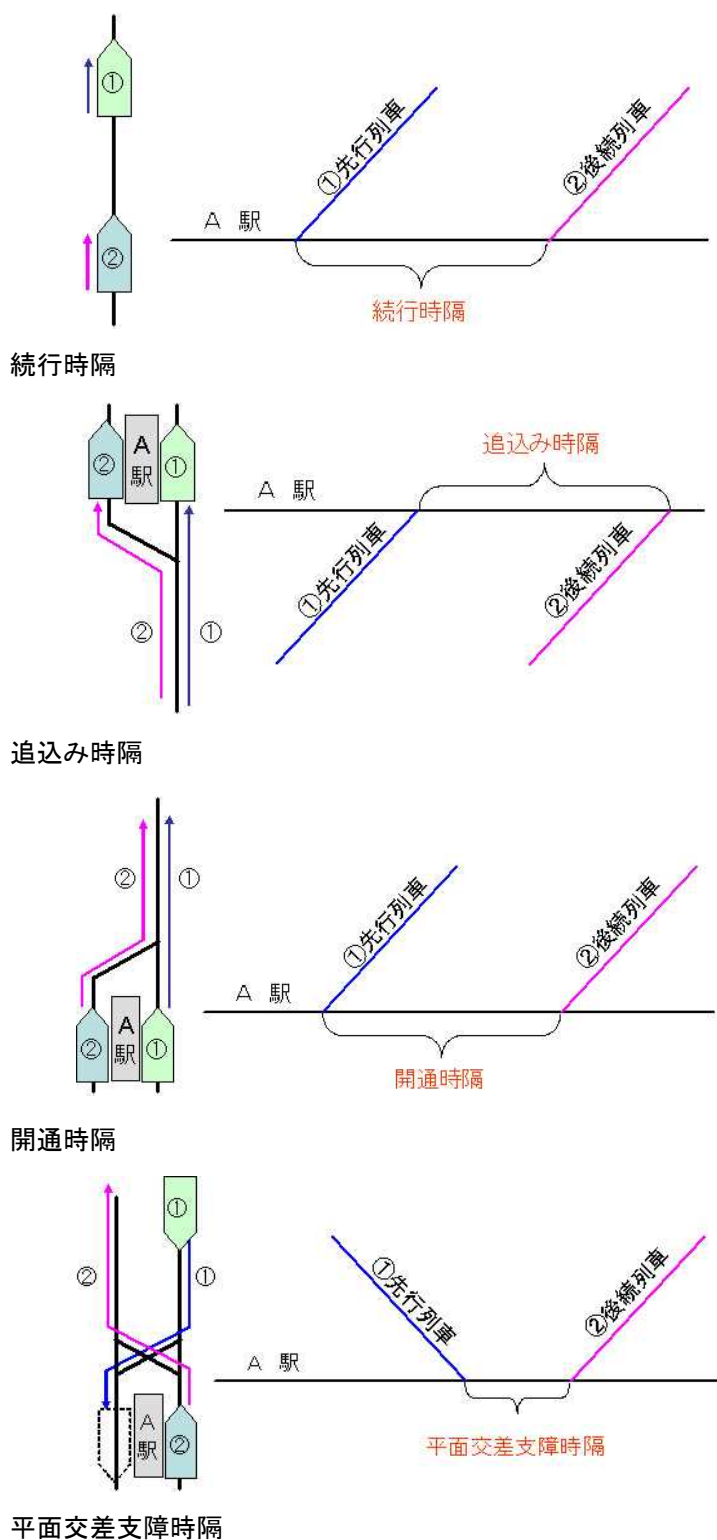 ①
①先行列車
②後続列車
A 駅
②
続行時隔
続行時隔
追込み時隔
②
A
駅
①
A 駅
①先行列車
②後続列車
②
①
追込み時隔
②
①
①先行列車
②後続列車
A 駅
②
A
駅
①
開通時隔
開通時隔
①
②
①
①先行列車
②後続列車
A 駅
A
駅
②
平面交差支障時隔
平面交差支障時隔